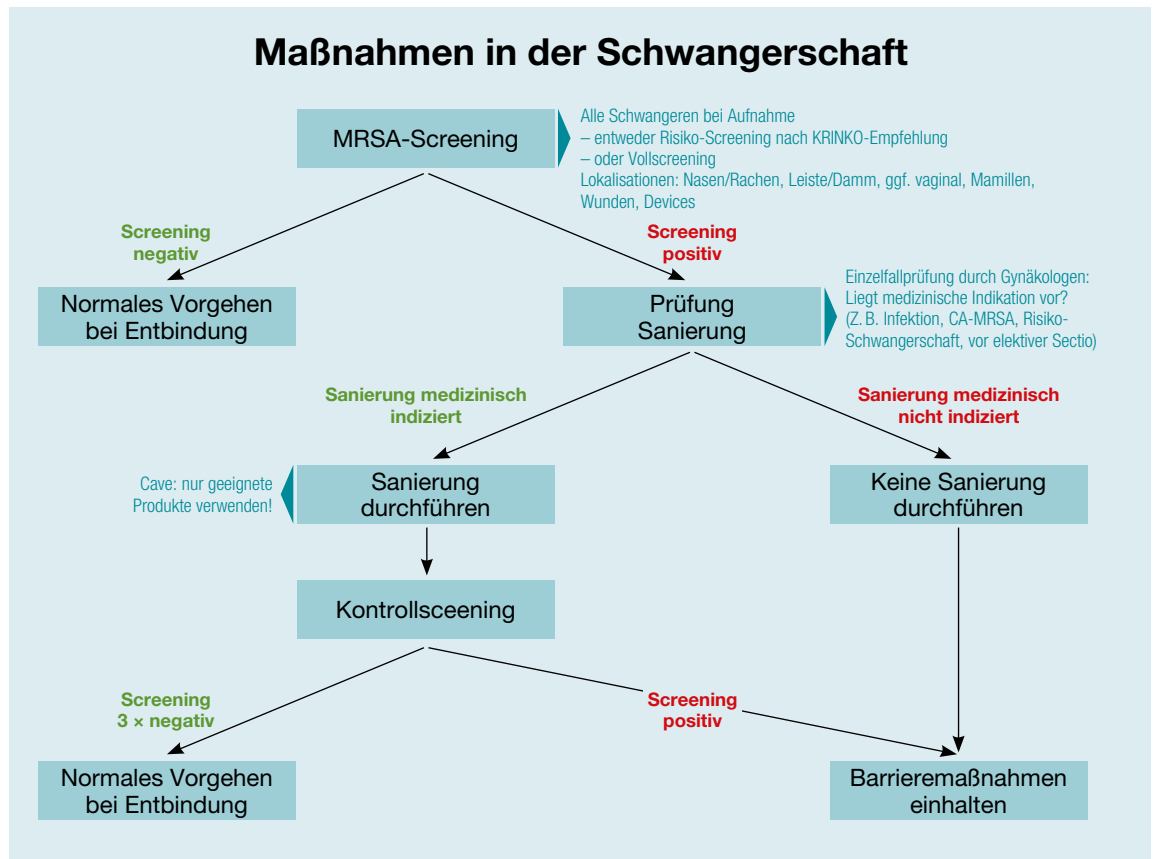 Maßnahmen in der Schwangerschaft
MRSA-Screening
Alle Schwangeren bei Aufnahme
– entweder Risiko-Screening nach KRINKO-Empfehlung
– oder Vollscreening
Lokalisationen: Nasen/Rachen, Leiste/Damm, ggf. vaginal, Mamillen,
Wunden, Devices
Screening
negativ
Screening
positiv
Normales Vorgehen
bei Entbindung
Prüfung
Sanierung
Einzelfallprüfung durch Gynäkologen:
Liegt medizinische Indikation vor?
(Z. B. Infektion, CA-MRSA, Risiko-
Schwangerschaft, vor elektiver Sectio)
Sanierung medizinisch
indiziert
Sanierung medizinisch
nicht indiziert
Cave: nur geeignete
Produkte verwenden!
Sanierung
durchführen
Keine Sanierung
durchführen
Kontrollsceening
Screening
3 × negativ
Screening
positiv
Normales Vorgehen
bei Entbindung
Barrieremaßnahmen
einhalten